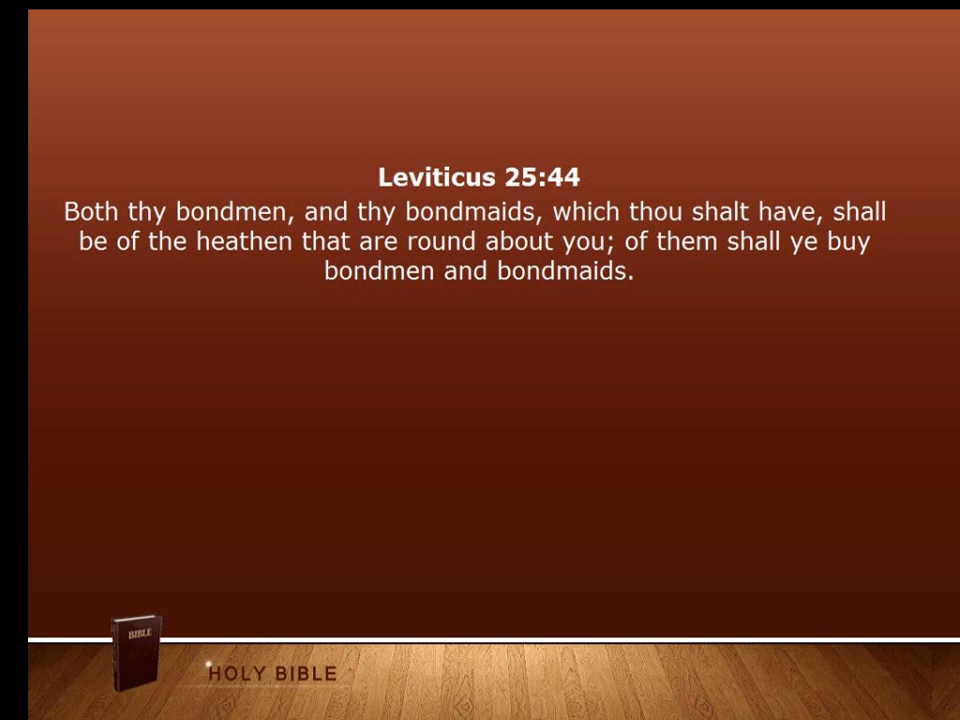 Leviticus 25:44
Both thy bondmen, and thy bondmaids, which thou shalt have, shall
be of the heathen that are round about you; of them shall ye buy
bondmen and bondmaids.
BIBLE
HOLY BIBLE